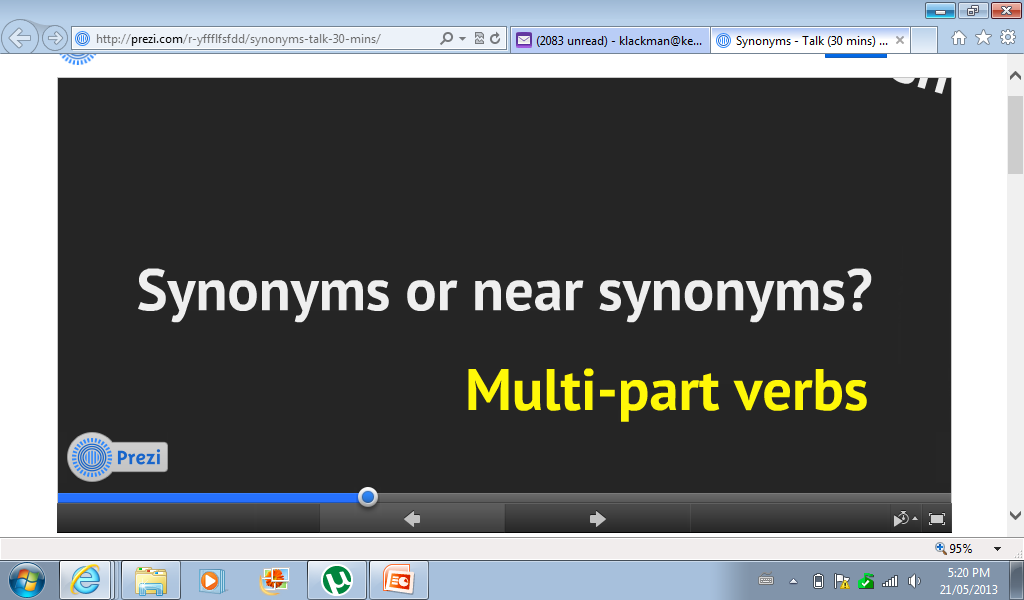 http://prezi.com/r-yffflfsfdd/synonyms-talk-30-mins/
(2083 unread) - klackman@ke...
Synonyms - Talk (30 mins) ...
Synonyms or near synonyms?
Multi-part verbs
Prezi
95%
5:20 PM
21/05/2013